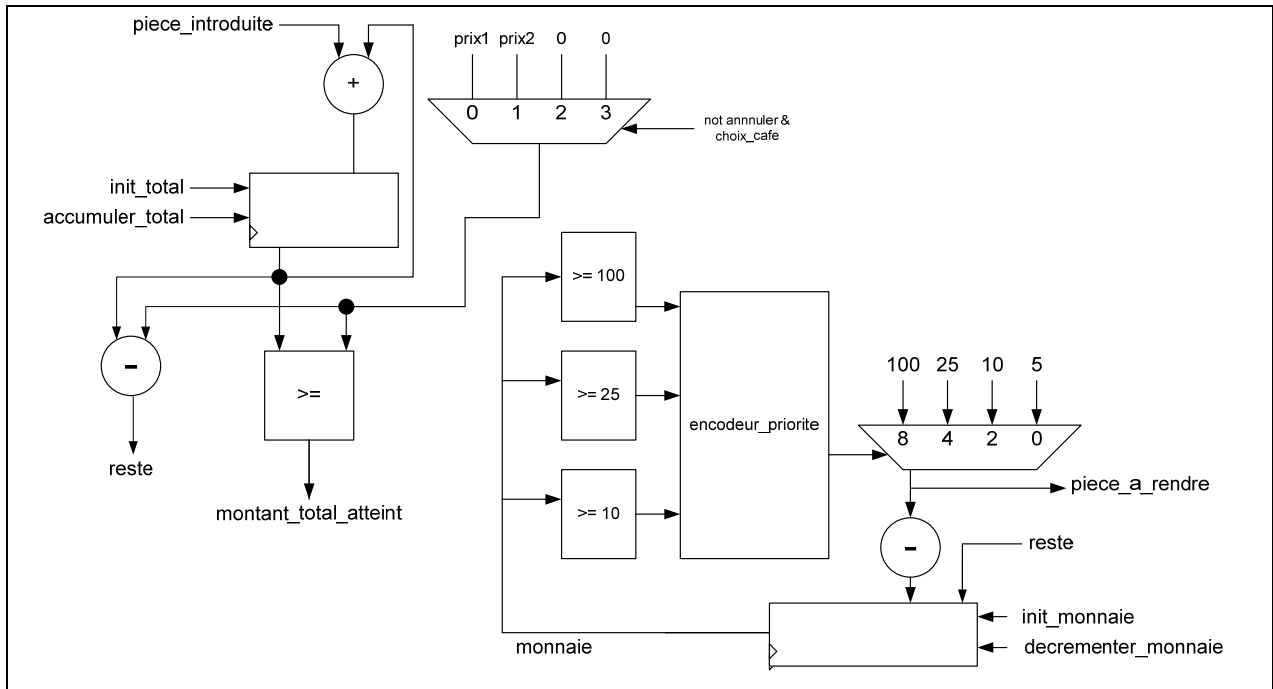 piece_introduite
+
prix1 prix2 0 0
0 1 2 3
not annnuler &
choix_cafe
init_total
accumuler_total
>= 100
-
>=
>= 25
encodeur_priorite
100 25 10 5
8 4 2 0
reste
montant_total_atteint
>= 10
piece_a_rendre
-
reste
init_monnaie
monnaie
decrementer_monnaie